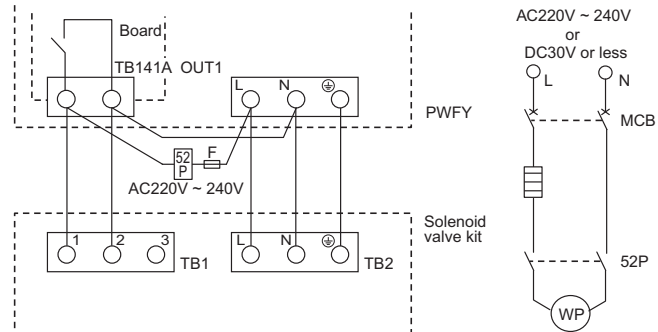 Board
TB141A OUT1
L N
PWFY
52
P
F
AC220V ~ 240V
Solenoid
valve kit
1 2 3
TB1
L N
TB2
AC220V ~ 240V
or
DC30V or less
L N
MCB
52P
WP